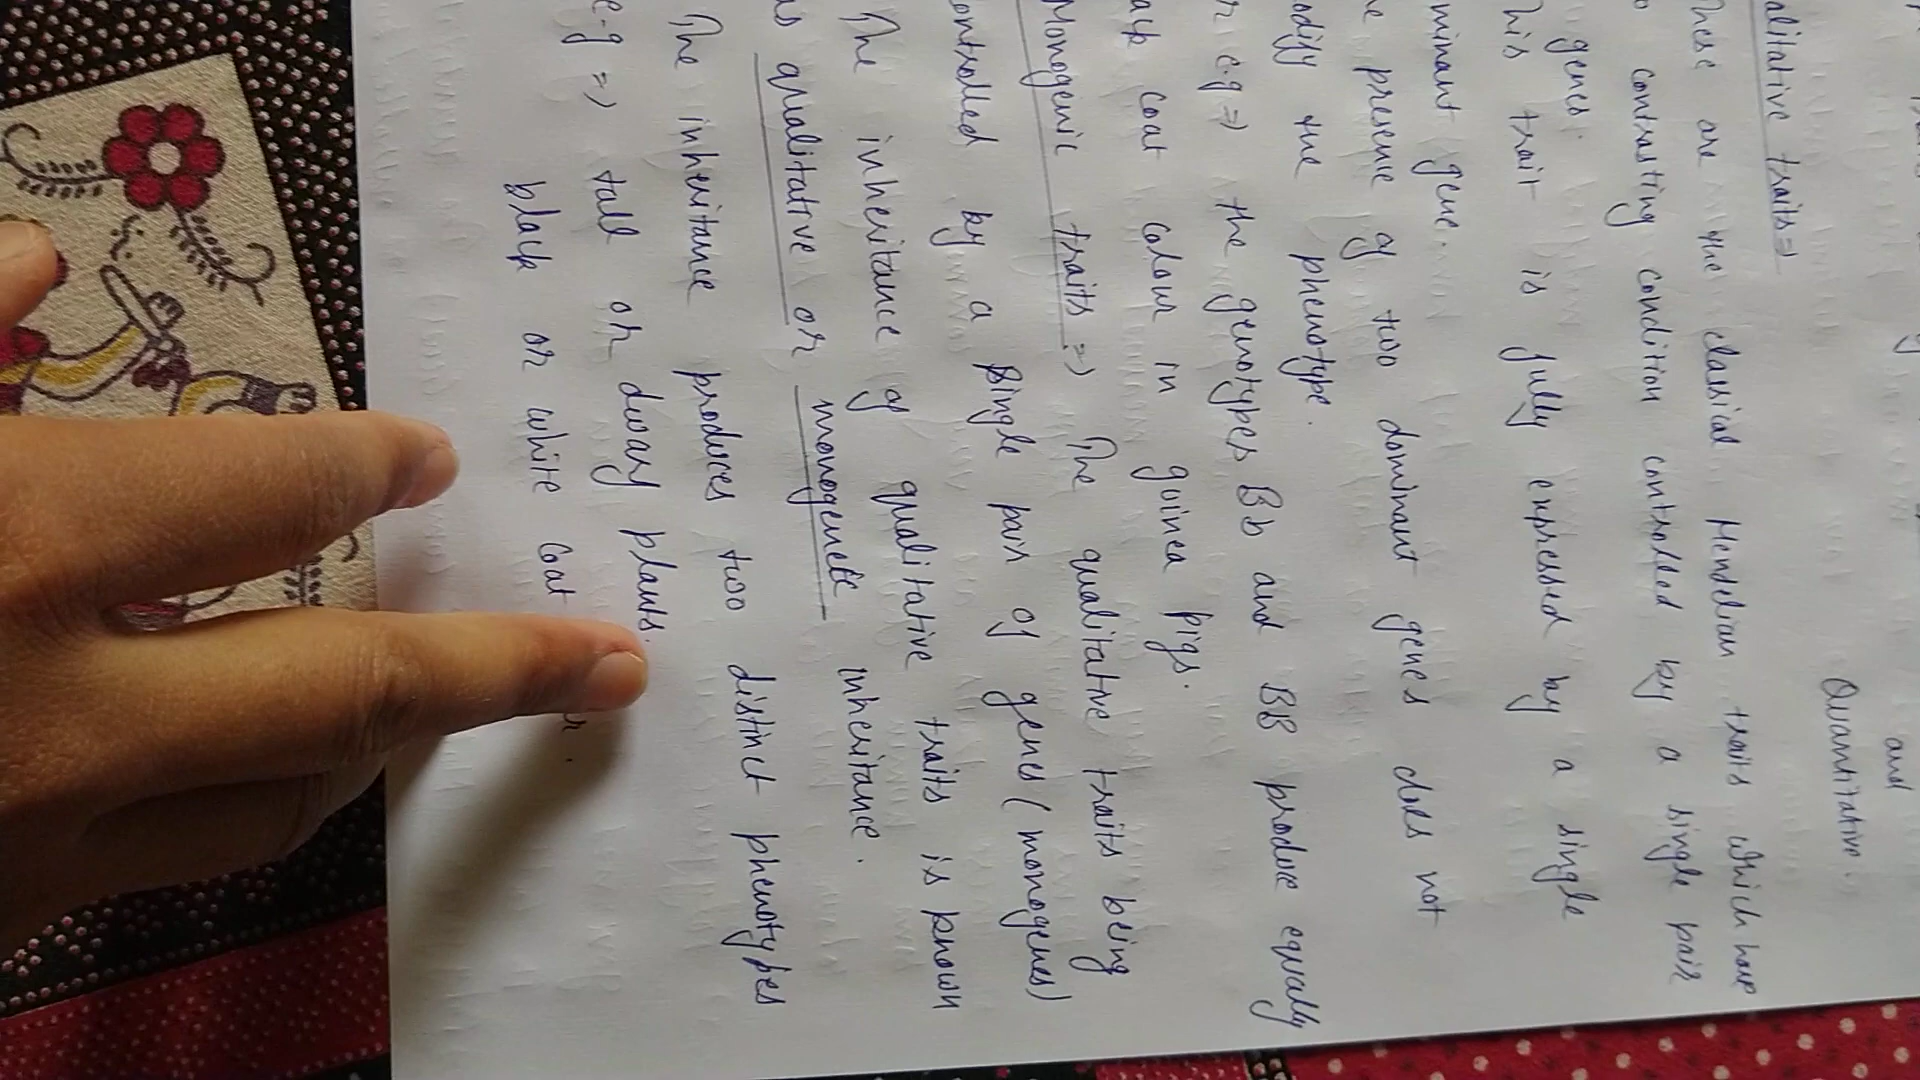 and
Quantitative.
alitative traits =>
hese are the classical Mendelian traits which have
o contrasting condition controlled by a single pair
genes.
his trait is fully expressed by a single
minant gene.
e presence of two dominant genes does not
odify the phenotype.
r e.g => the genotypes Bb and BB produce equally
ack coat colour in guinea pigs.
Monogenic traits => The qualitative traits being
ontrolled by a single pair of genes (monogenes)
The inheritance of qualitative traits is known
as qualitative or monogenetic inheritance.
The inheritance produces two distinct phenotypes
e.g => tall or dwarf plants.
black or white coat r.